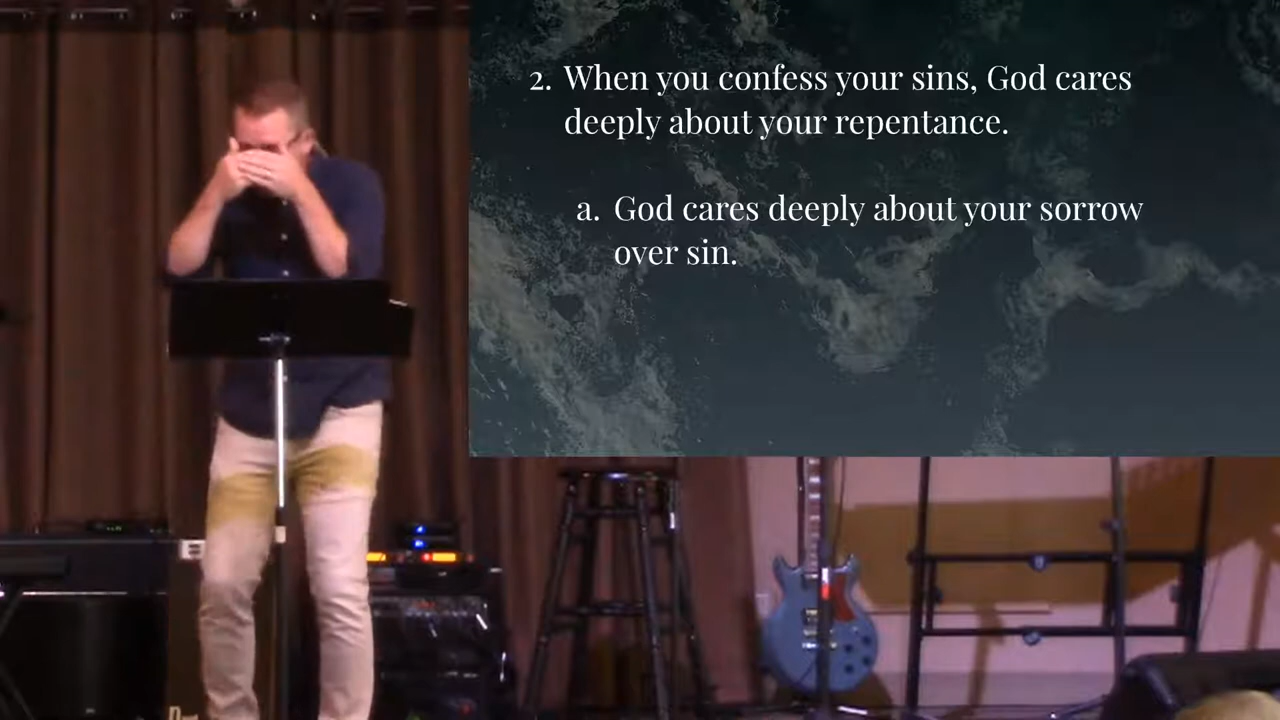 2. When you confess your sins, God cares
deeply about your repentance.
a. God cares deeply about your sorrow
over sin.